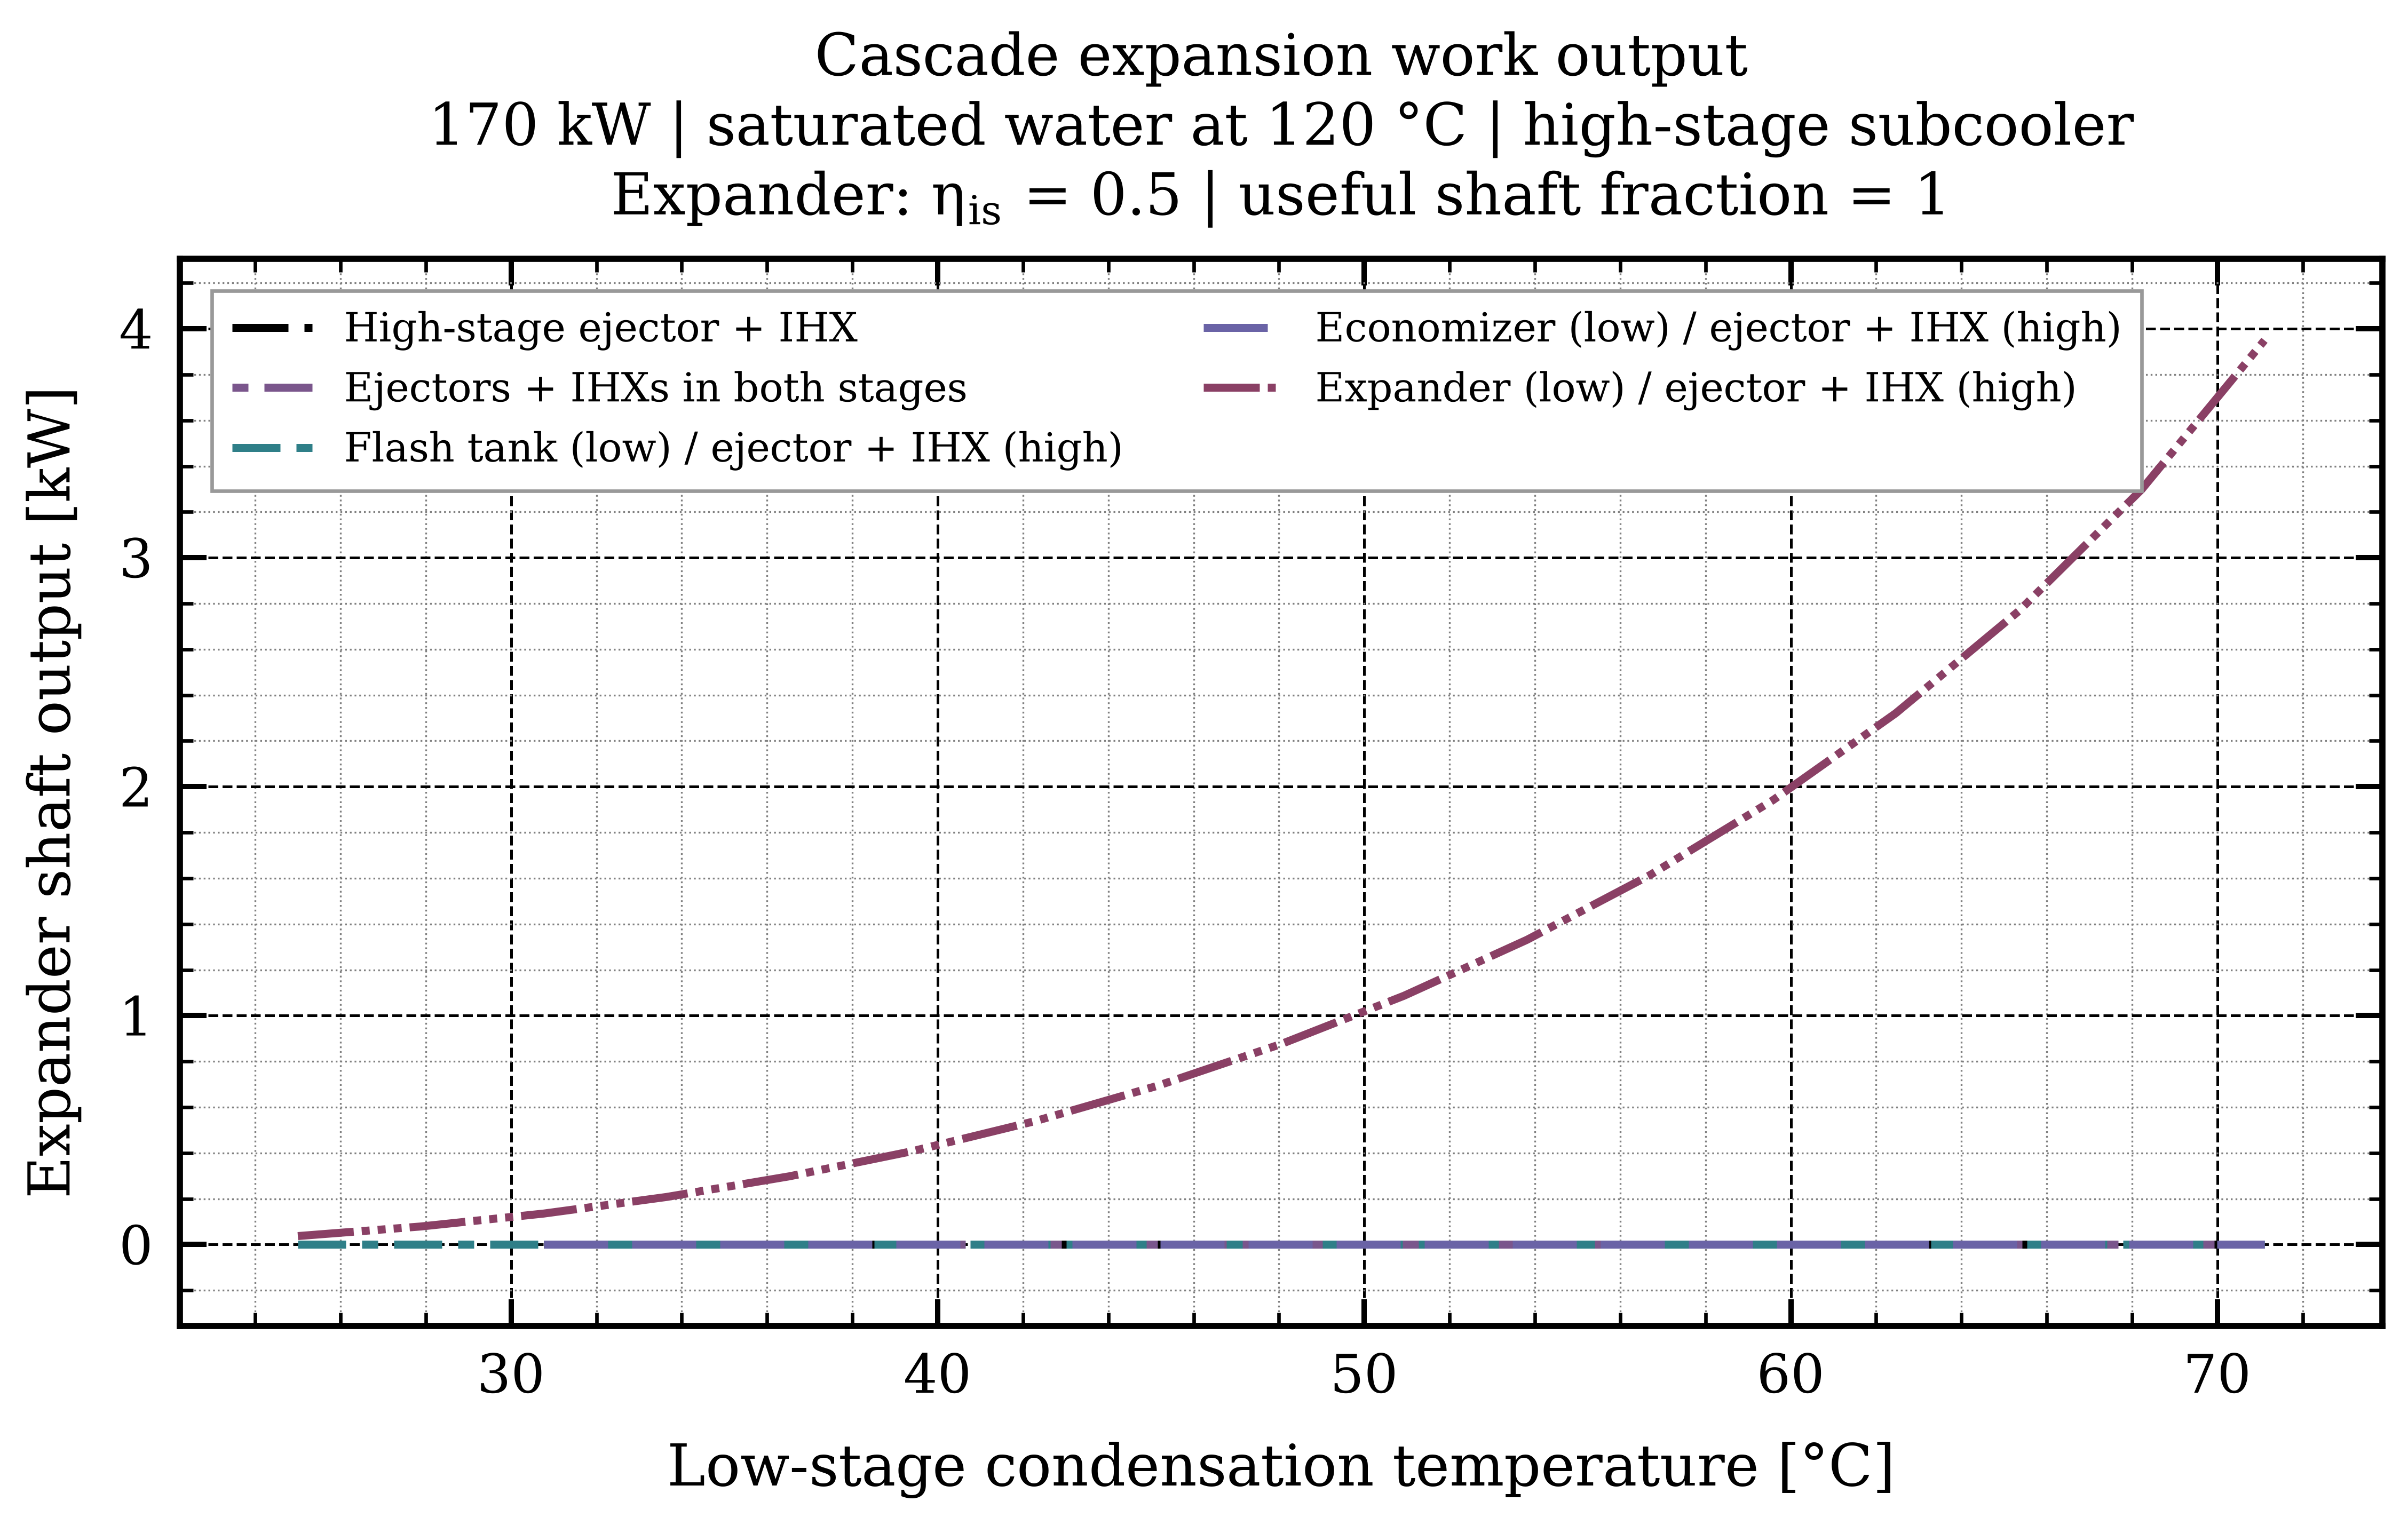 Cascade expansion work output
170 kW | saturated water at 120 °C | high-stage subcooler
Expander: ηis = 0.5 | useful shaft fraction = 1
Expander shaft output [kW]
4
3
2
1
0
High-stage ejector + IHX
Ejectors + IHXs in both stages
Flash tank (low) / ejector + IHX (high)
Economizer (low) / ejector + IHX (high)
Expander (low) / ejector + IHX (high)
30 40 50 60 70
Low-stage condensation temperature [°C]